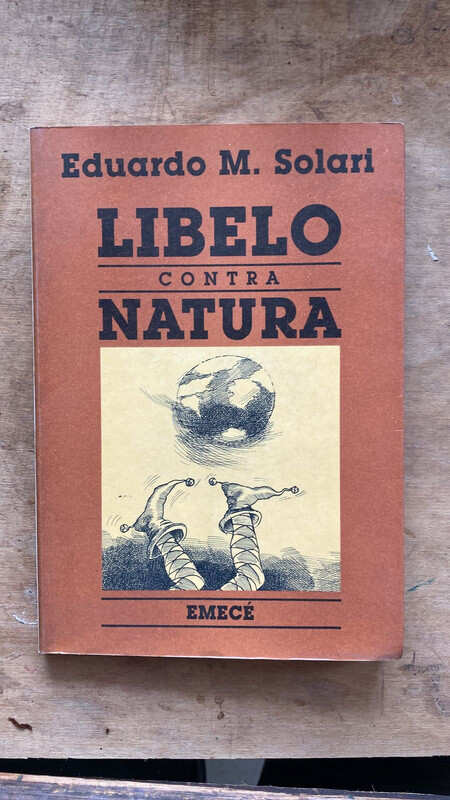 Eduardo M. Solari
LIBELO
CONTRA
NATURA
EMECÉ